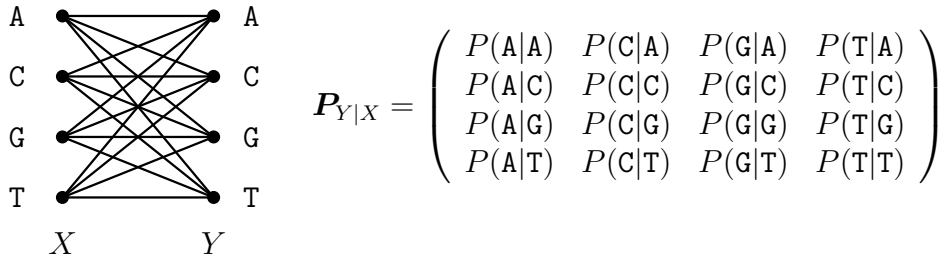 A A
C C
G G
T T
X Y
P_{Y|X} = ( P(A|A) P(C|A) P(G|A) P(T|A)
P(A|C) P(C|C) P(G|C) P(T|C)
P(A|G) P(C|G) P(G|G) P(T|G)
P(A|T) P(C|T) P(G|T) P(T|T) )